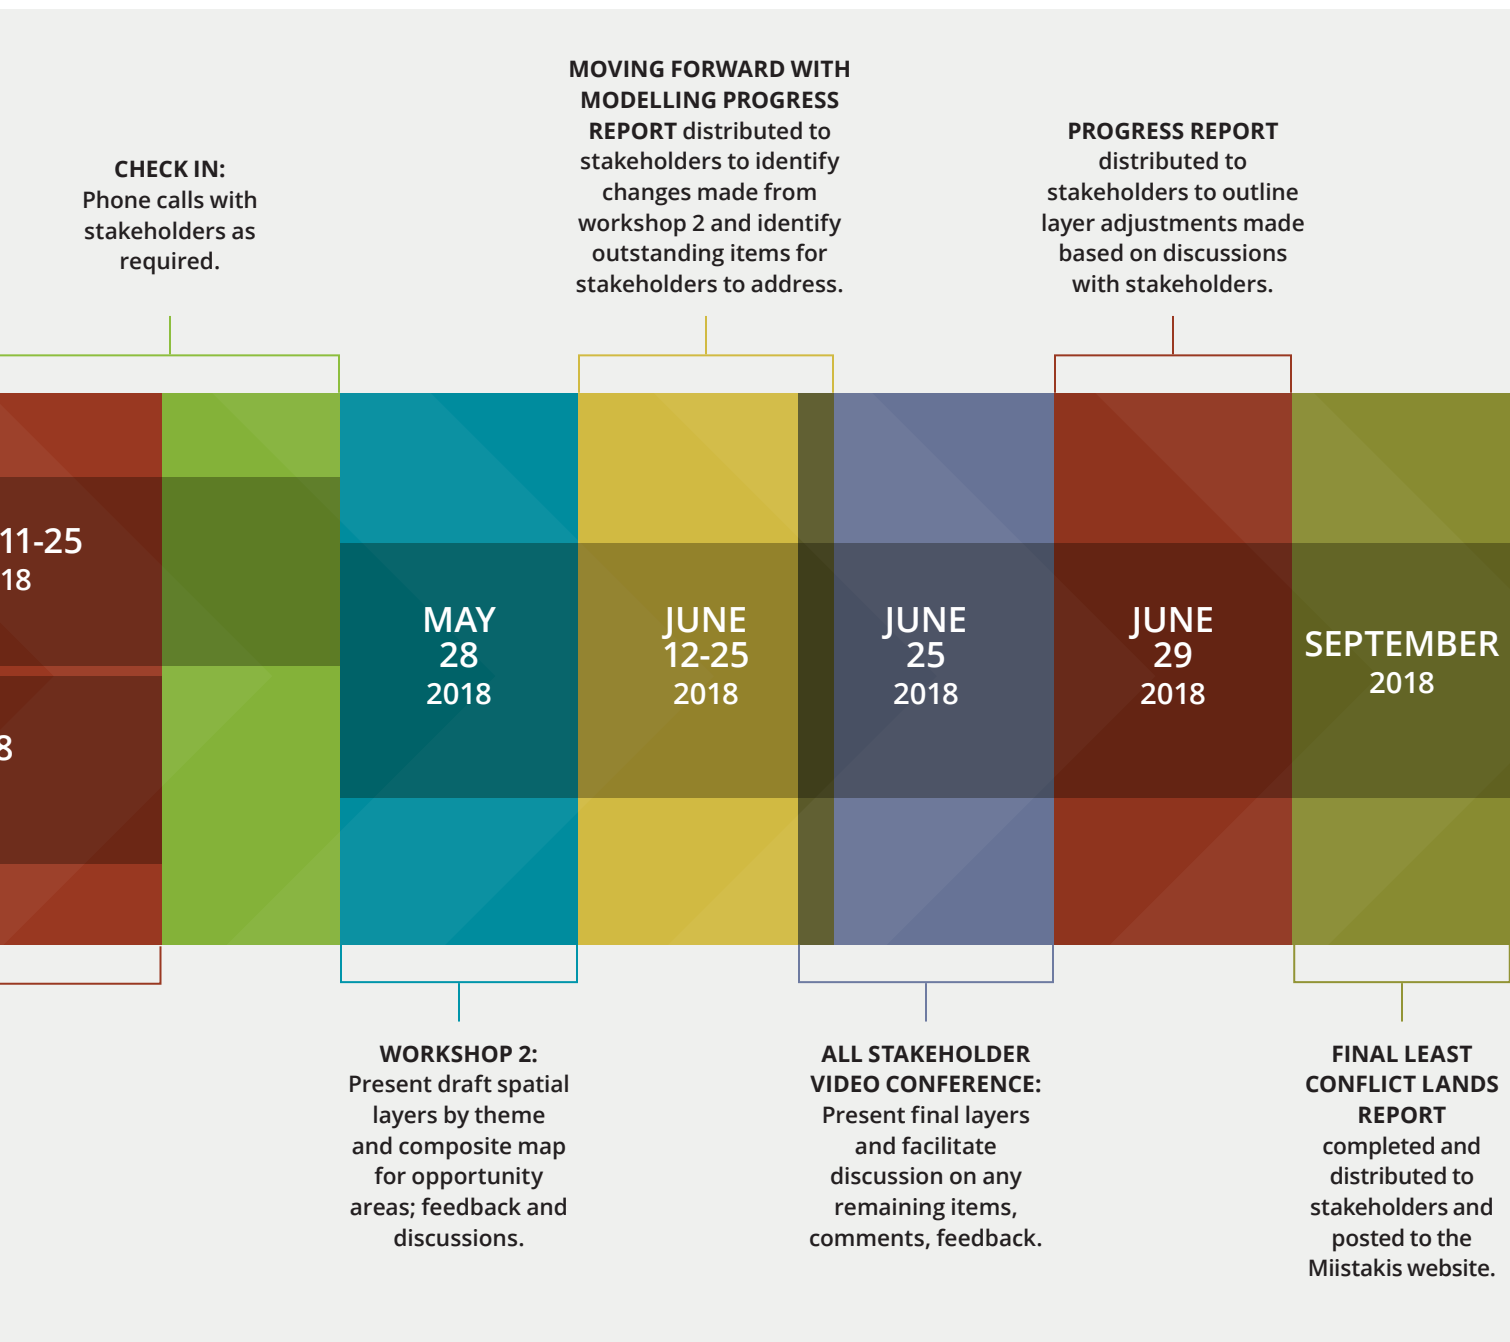 MOVING FORWARD WITH
MODELLING PROGRESS
REPORT distributed to
stakeholders to identify
changes made from
workshop 2 and identify
outstanding items for
stakeholders to address.
PROGRESS REPORT
distributed to
stakeholders to outline
layer adjustments made
based on discussions
with stakeholders.
CHECK IN:
Phone calls with
stakeholders as
required.
11-25
18
8
MAY
28
2018
JUNE
12-25
2018
JUNE
25
2018
JUNE
29
2018
SEPTEMBER
2018
WORKSHOP 2:
Present draft spatial
layers by theme
and composite map
for opportunity
areas; feedback and
discussions.
ALL STAKEHOLDER
VIDEO CONFERENCE:
Present final layers
and facilitate
discussion on any
remaining items,
comments, feedback.
FINAL LEAST
CONFLICT LANDS
REPORT
completed and
distributed to
stakeholders and
posted to the
Miistakis website.